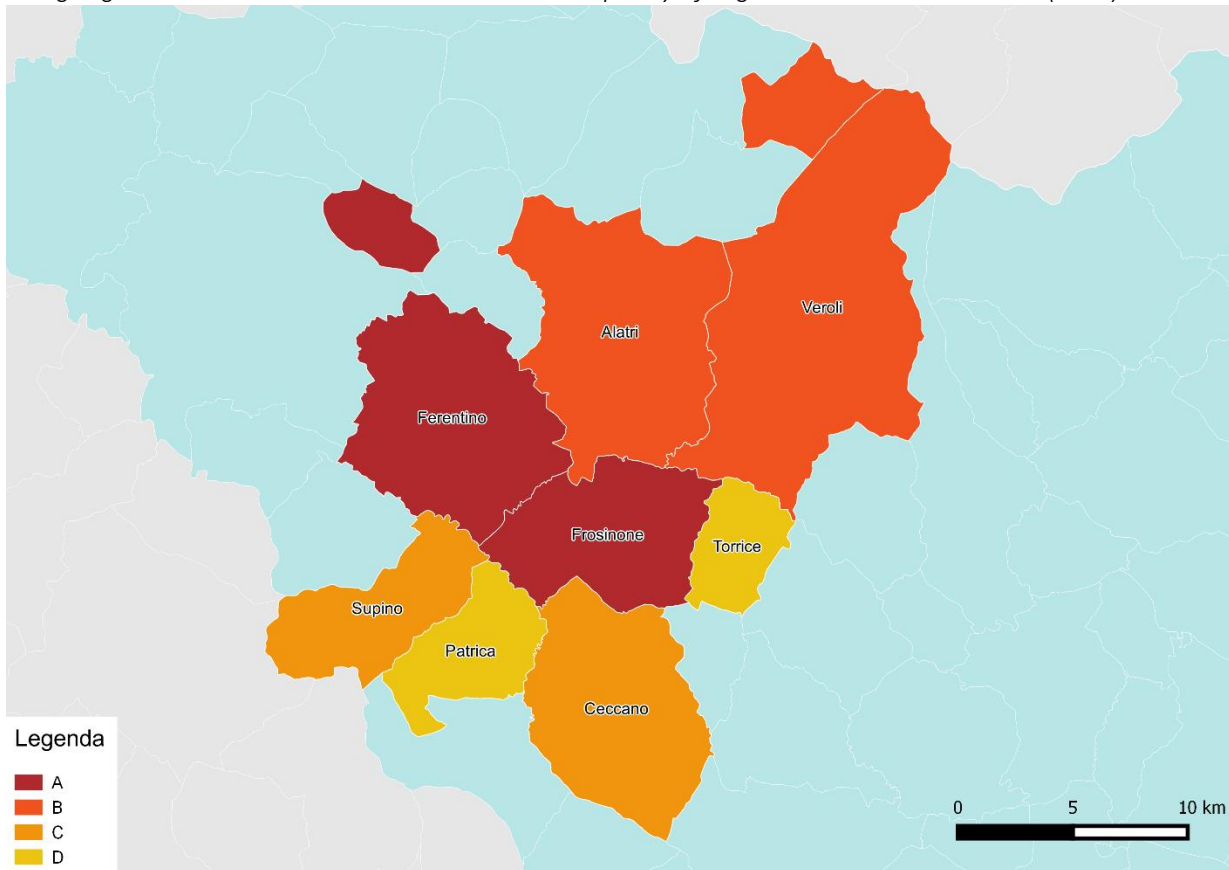 Veroli
Alatri
Ferentino
Frosinone
Torrice
Supino
Patrica
Ceccano
Legenda
A
B
C
D
0 5 10 km